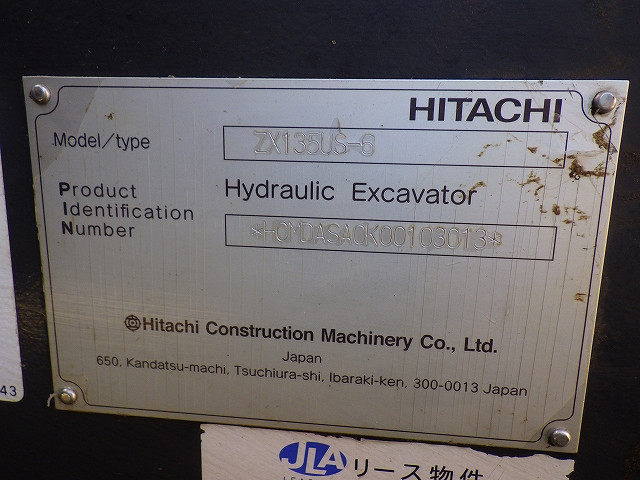 HITACHI
Model/type ZX135US-6
Product Identification Number
Hydraulic Excavator
*HCMDASAQK00103013*
Hitachi Construction Machinery Co., Ltd.
Japan
650, Kandatsu-machi, Tsuchiura-shi, Ibaraki-ken, 300-0013 Japan
43
JLA リース物件